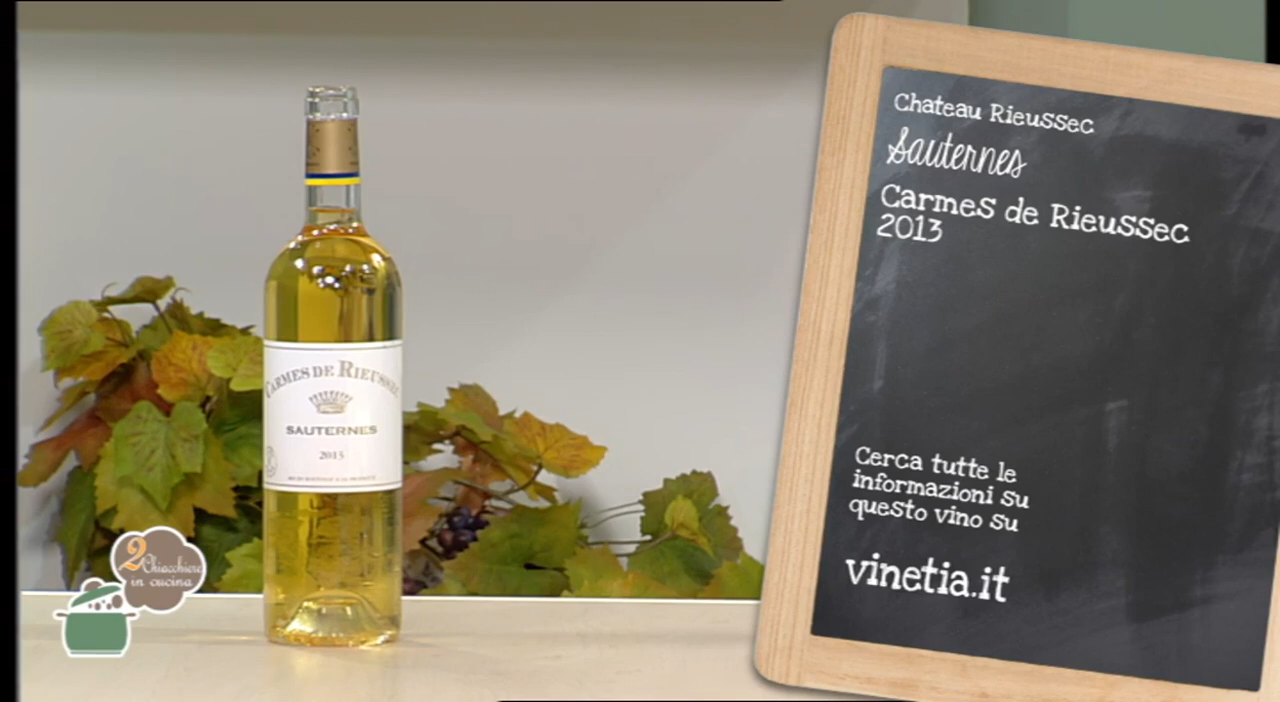 CARMES DE RIEUSSEC
SAUTERNES
2013
2 Chiacchiere
in cucina
Chateau Rieussec
Sauternes
Carmes de Rieussec
2013
Cerca tutte le
informazioni su
questo vino su
vinetia.it